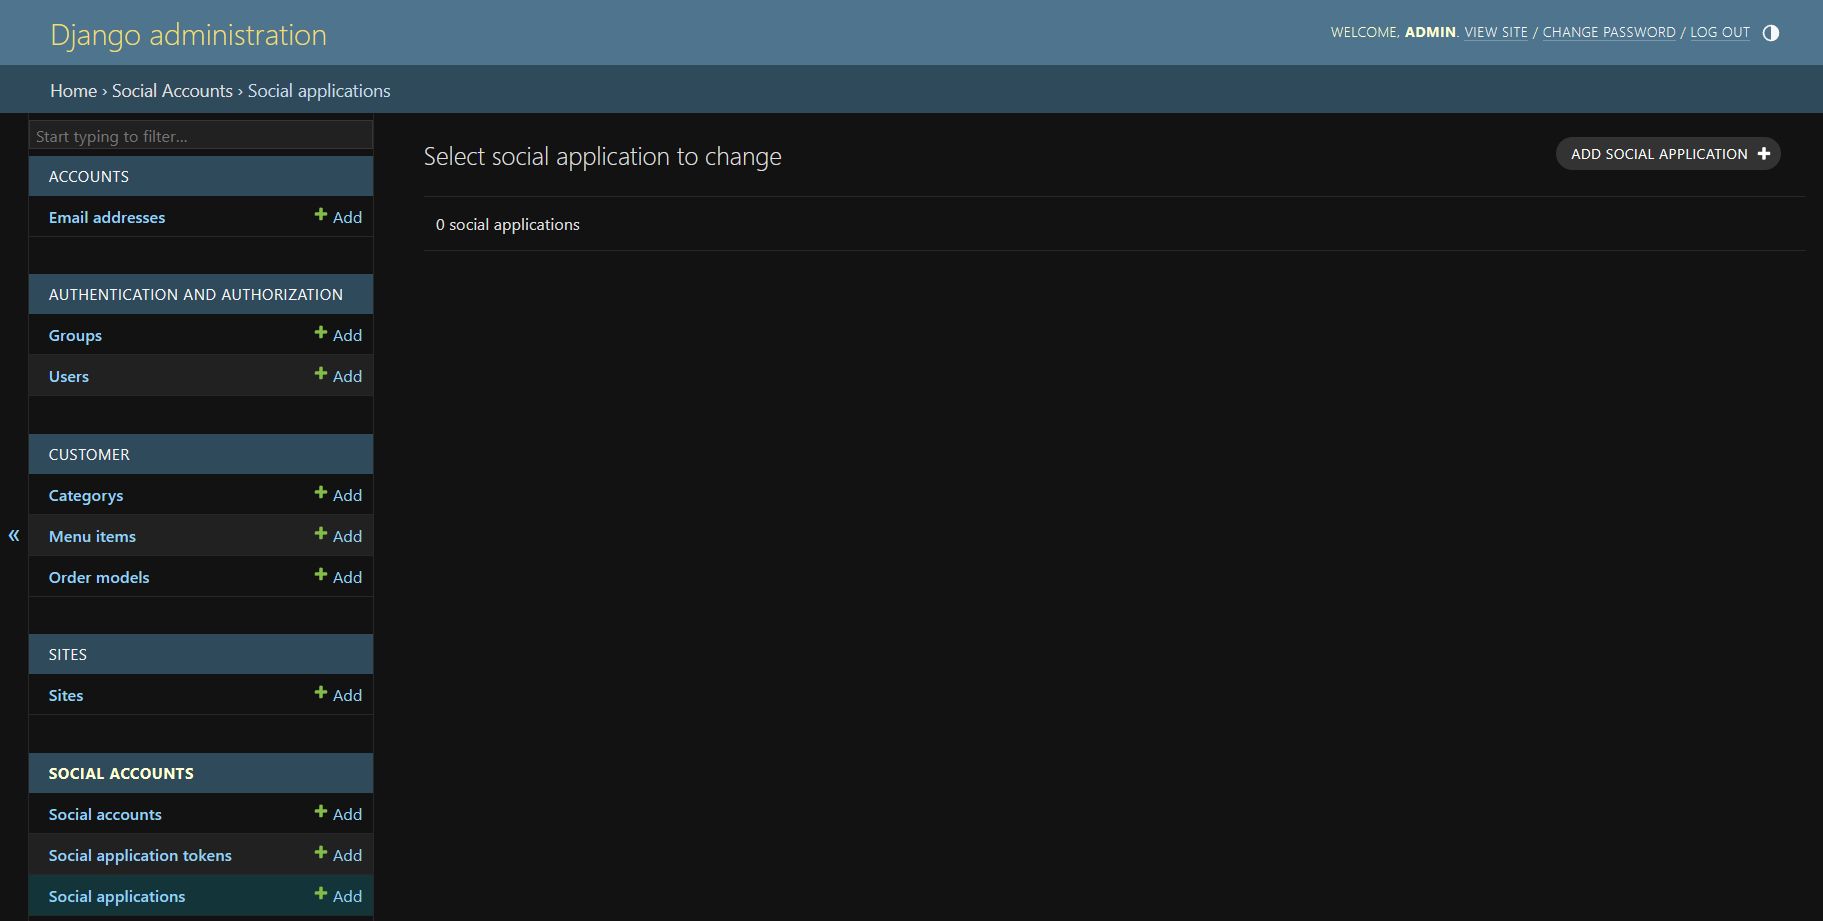 Django administration
WELCOME, ADMIN. VIEW SITE / CHANGE PASSWORD / LOG OUT
Home › Social Accounts › Social applications
Start typing to filter...
ACCOUNTS
Email addresses Add
AUTHENTICATION AND AUTHORIZATION
Groups Add
Users Add
CUSTOMER
Categorys Add
Menu items Add
Order models Add
SITES
Sites Add
SOCIAL ACCOUNTS
Social accounts Add
Social application tokens Add
Social applications Add
«
Select social application to change
ADD SOCIAL APPLICATION
0 social applications